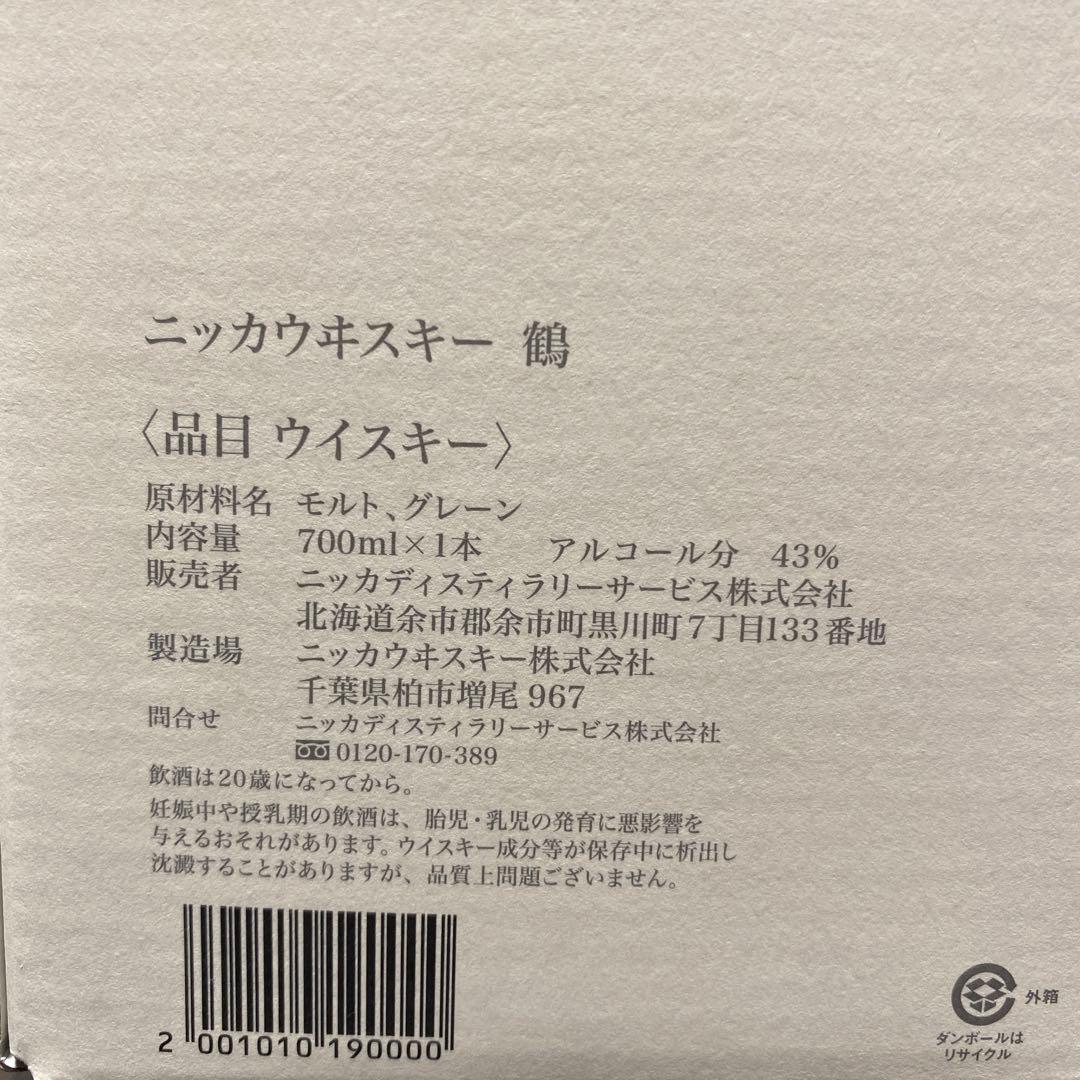 ニッカウヰスキー 鶴
〈品目 ウイスキー〉
原材料名 モルト、グレーン
内容量 700ml×1本 アルコール分 43%
販売者 ニッカディスティラリーサービス株式会社
北海道余市郡余市町黒川町7丁目133番地
製造場 ニッカウヰスキー株式会社
千葉県柏市増尾967
問合せ ニッカディスティラリーサービス株式会社
0120-170-389
飲酒は20歳になってから。
妊娠中や授乳期の飲酒は、胎児・乳児の発育に悪影響を
与えるおそれがあります。ウイスキー成分等が保存中に析出し
沈澱することがありますが、品質上問題ございません。
2 001010 190000
外箱
ダンボールは
リサイクル